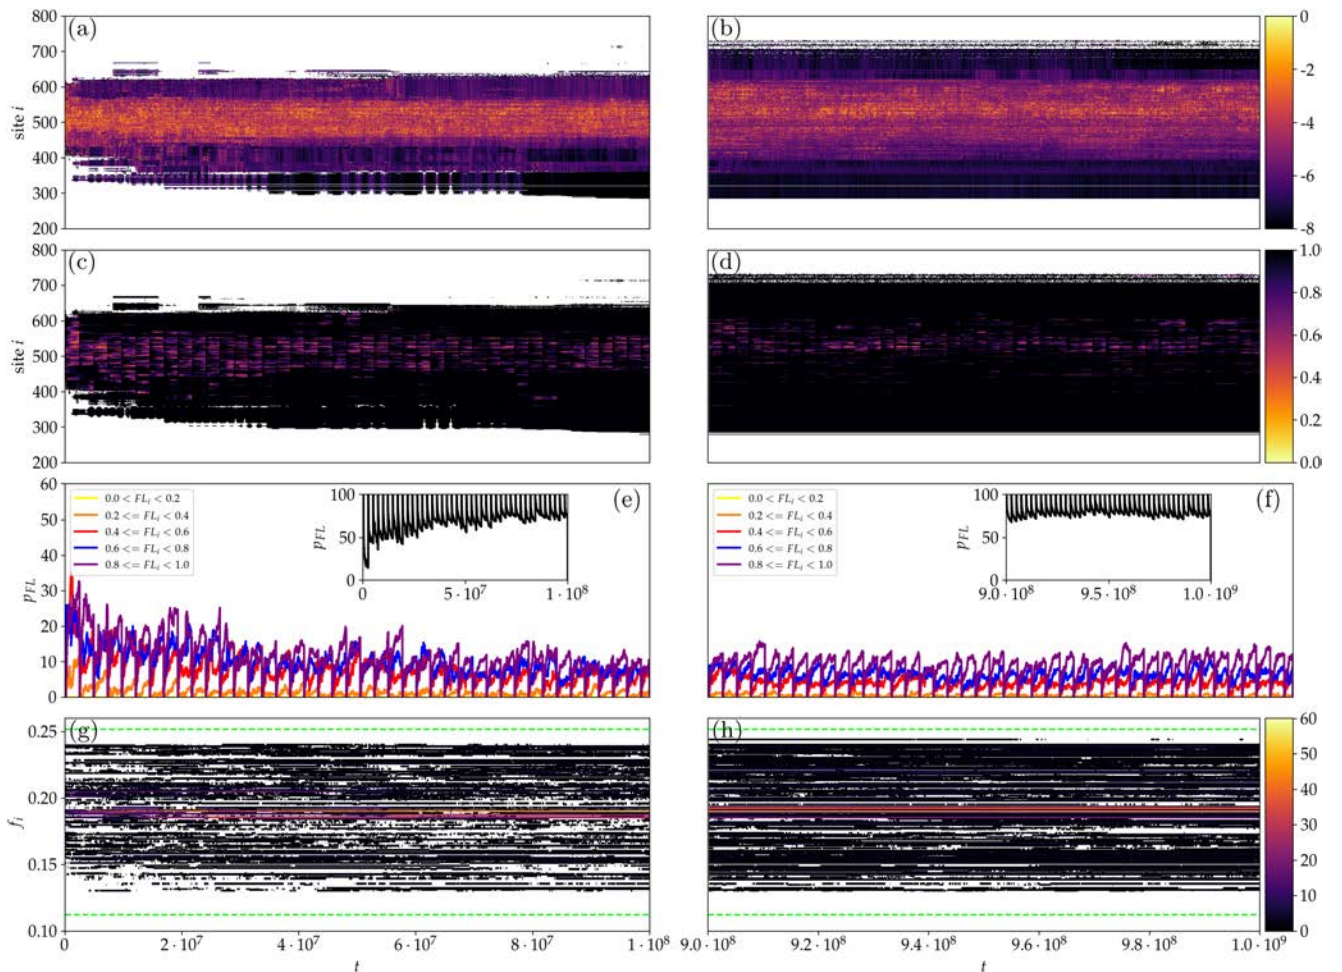 800
700
600
500
400
300
200
site i
(a)
(b)
0
-2
-4
-6
-8
800
700
600
500
400
300
200
site i
(c)
(d)
1.00
0.75
0.50
0.25
0.00
60
50
40
30
20
10
0
p_FL
0.0 < FL_i < 0.2
0.2 <= FL_i < 0.4
0.4 <= FL_i < 0.6
0.6 <= FL_i < 0.8
0.8 <= FL_i < 1.0
100
50
0
p_FL
0
5 · 10^7
1 · 10^8
(e)
0.0 < FL_i < 0.2
0.2 <= FL_i < 0.4
0.4 <= FL_i < 0.6
0.6 <= FL_i < 0.8
0.8 <= FL_i < 1.0
100
50
0
p_FL
9.0 · 10^8
9.5 · 10^8
1.0 · 10^9
(f)
0.25
0.20
0.15
0.10
f_i
(g)
(h)
60
50
40
30
20
10
0
0
2 · 10^7
4 · 10^7
6 · 10^7
8 · 10^7
1 · 10^8
9.0 · 10^8
9.2 · 10^8
9.4 · 10^8
9.6 · 10^8
9.8 · 10^8
1.0 · 10^9
t
t